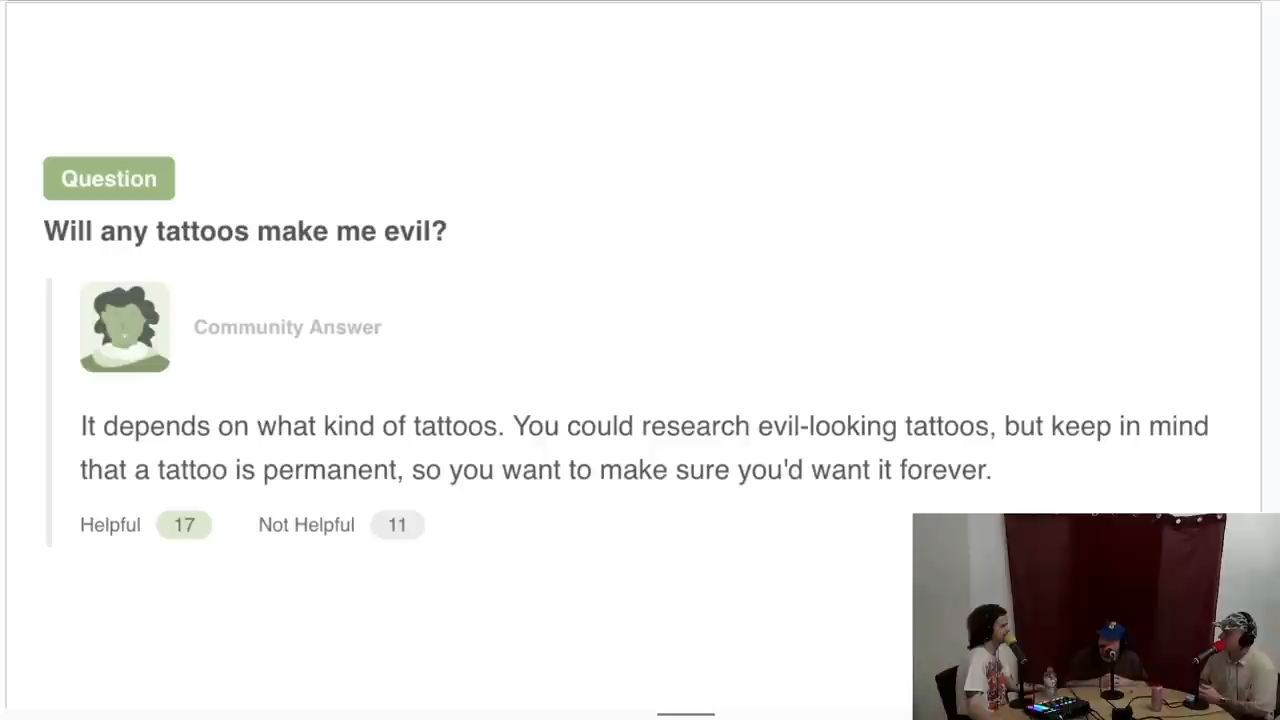 Question
Will any tattoos make me evil?
Community Answer
It depends on what kind of tattoos. You could research evil-looking tattoos, but keep in mind
that a tattoo is permanent, so you want to make sure you'd want it forever.
Helpful 17 Not Helpful 11